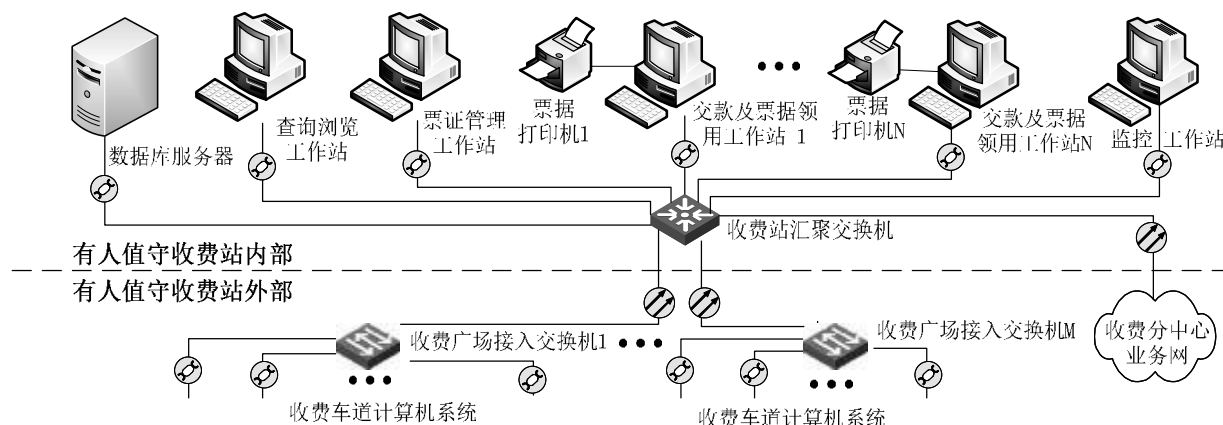 数据库服务器
查询浏览
工作站
票证管理
工作站
票据
打印机1
交款及票据领
用工作站 1
票据
打印机N
交款及票据
领用工作站N
监控 工作站
收费站汇聚交换机
有人值守收费站内部
有人值守收费站外部
收费广场接入交换机1
收费广场接入交换机M
收费分中心
业务网
收费车道计算机系统
收费车道计算机系统